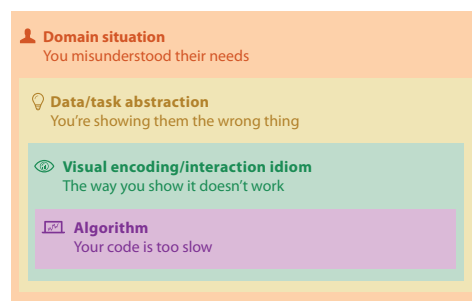 Domain situation
You misunderstood their needs
Data/task abstraction
You're showing them the wrong thing
Visual encoding/interaction idiom
The way you show it doesn't work
Algorithm
Your code is too slow